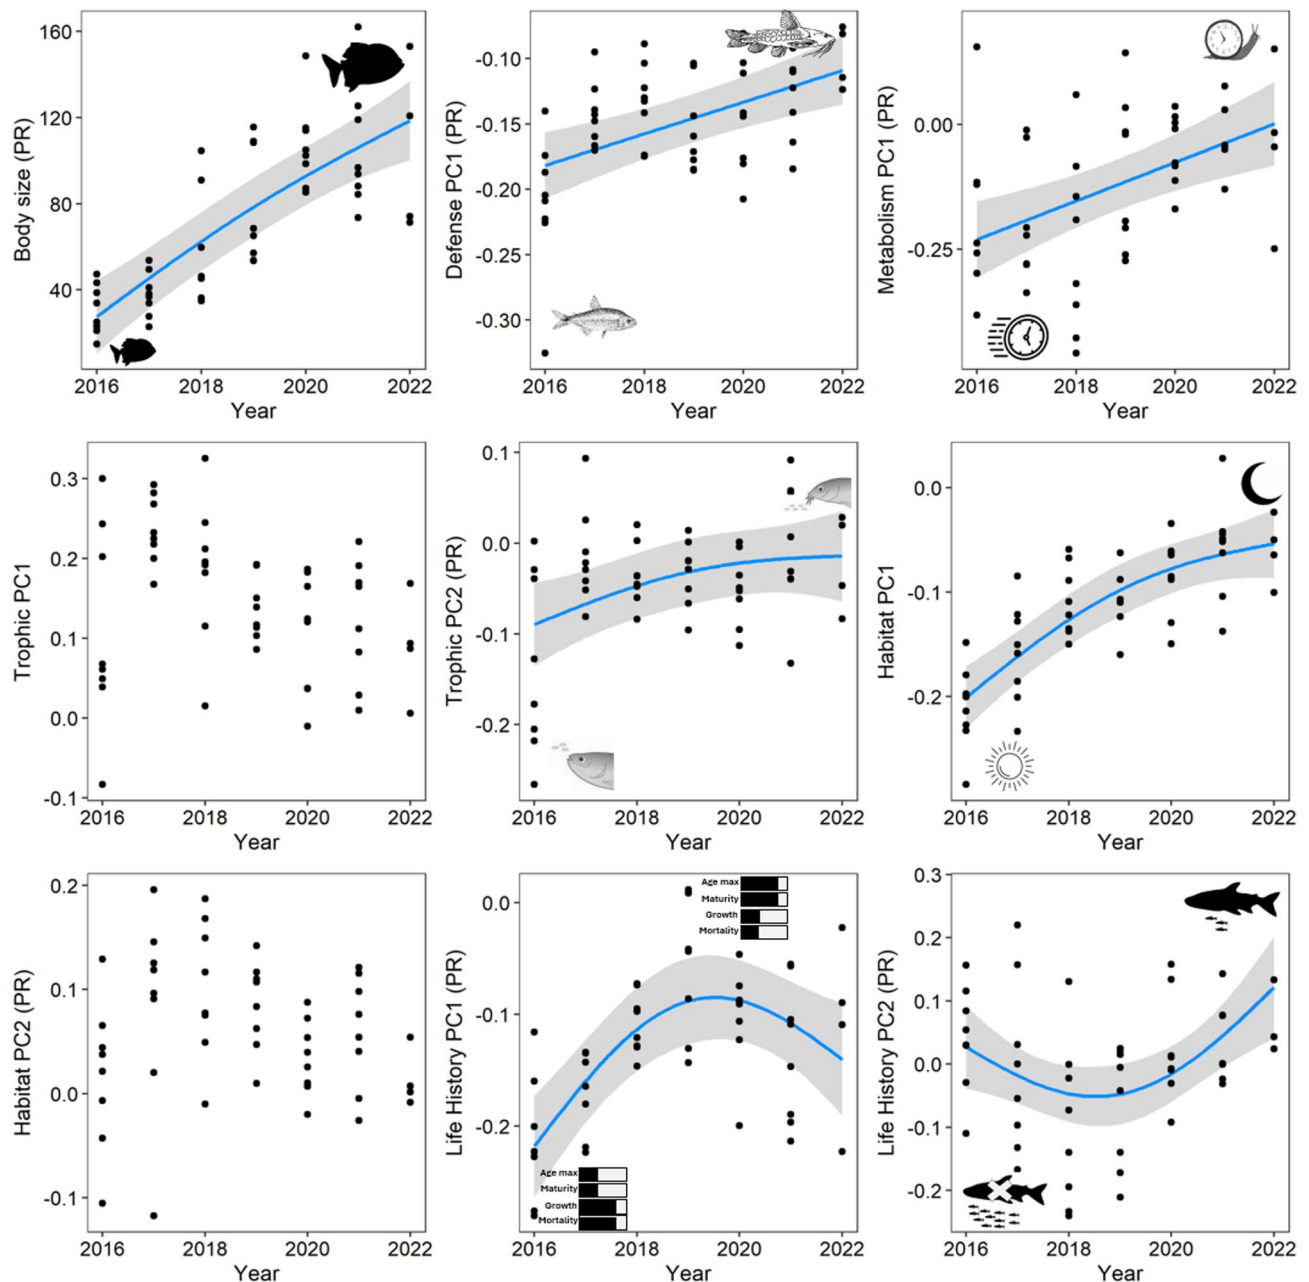 Body size (PR)
160
120
80
40
2016 2018 2020 2022
Year
Defense PC1 (PR)
-0.10
-0.15
-0.20
-0.25
-0.30
2016 2018 2020 2022
Year
Metabolism PC1 (PR)
0.00
-0.25
2016 2018 2020 2022
Year
Trophic PC1
0.3
0.2
0.1
0.0
-0.1
2016 2018 2020 2022
Year
Trophic PC2 (PR)
0.1
0.0
-0.1
-0.2
2016 2018 2020 2022
Year
Habitat PC1
0.0
-0.1
-0.2
2016 2018 2020 2022
Year
Habitat PC2 (PR)
0.2
0.1
0.0
-0.1
2016 2018 2020 2022
Year
Life History PC1 (PR)
0.0
-0.1
-0.2
Age max
Maturity
Growth
Mortality
Age max
Maturity
Growth
Mortality
2016 2018 2020 2022
Year
Life History PC2 (PR)
0.3
0.2
0.1
0.0
-0.1
-0.2
2016 2018 2020 2022
Year